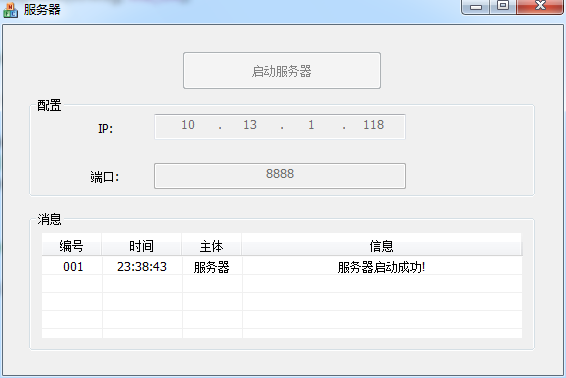 服务器
启动服务器
配置
IP: 10 . 13 . 1 . 118
端口: 8888
消息
编号 时间 主体 信息
001 23:38:43 服务器 服务器启动成功!